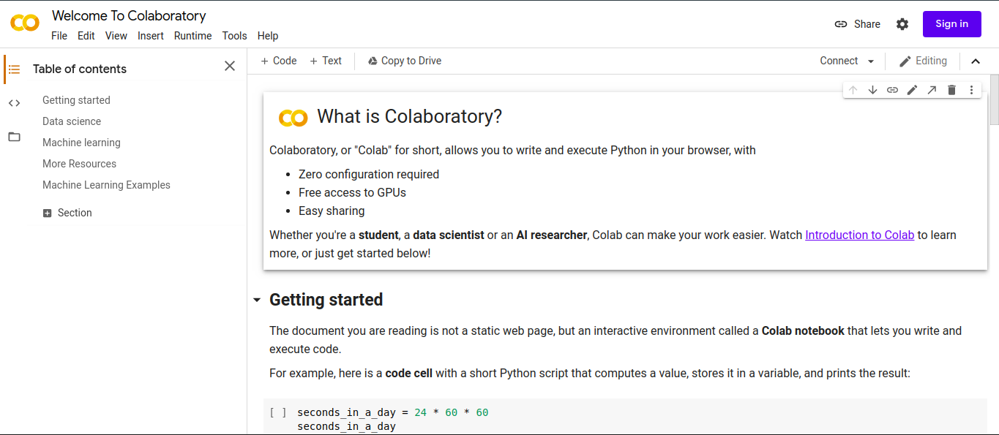 Welcome To Colaboratory
File Edit View Insert Runtime Tools Help
Share
Sign in
Table of contents
Getting started
Data science
Machine learning
More Resources
Machine Learning Examples
Section
+ Code + Text Copy to Drive
Connect Editing
What is Colaboratory?
Colaboratory, or "Colab" for short, allows you to write and execute Python in your browser, with
• Zero configuration required
• Free access to GPUs
• Easy sharing
Whether you're a student, a data scientist or an AI researcher, Colab can make your work easier. Watch Introduction to Colab to learn
more, or just get started below!
Getting started
The document you are reading is not a static web page, but an interactive environment called a Colab notebook that lets you write and
execute code.
For example, here is a code cell with a short Python script that computes a value, stores it in a variable, and prints the result:
[ ] seconds_in_a_day = 24 * 60 * 60
seconds_in_a_day